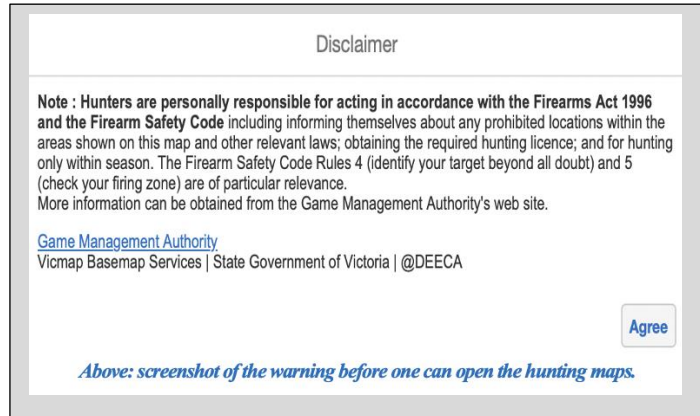 Disclaimer
Note : Hunters are personally responsible for acting in accordance with the Firearms Act 1996
and the Firearm Safety Code including informing themselves about any prohibited locations within the
areas shown on this map and other relevant laws; obtaining the required hunting licence; and for hunting
only within season. The Firearm Safety Code Rules 4 (identify your target beyond all doubt) and 5
(check your firing zone) are of particular relevance.
More information can be obtained from the Game Management Authority's web site.
Game Management Authority
Vicmap Basemap Services | State Government of Victoria | @DEECA
Agree
Above: screenshot of the warning before one can open the hunting maps.